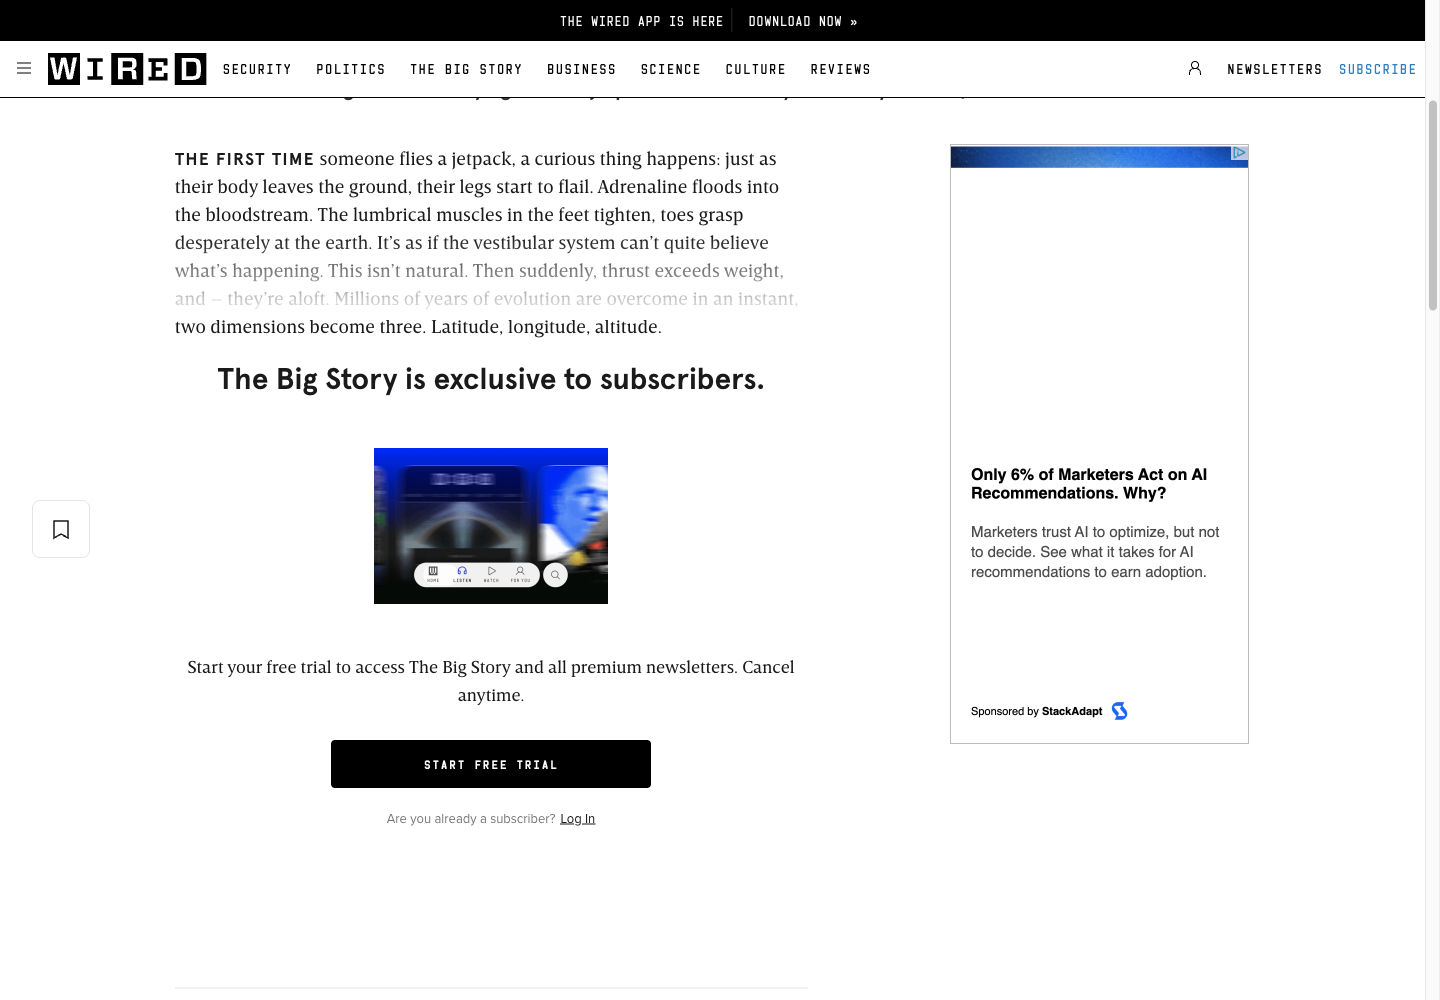 THE WIRED APP IS HERE
DOWNLOAD NOW »
WIRED
SECURITY
POLITICS
THE BIG STORY
BUSINESS
SCIENCE
CULTURE
REVIEWS
NEWSLETTERS
SUBSCRIBE
THE FIRST TIME someone flies a jetpack, a curious thing happens: just as
their body leaves the ground, their legs start to flail. Adrenaline floods into
the bloodstream. The lumbrical muscles in the feet tighten, toes grasp
desperately at the earth. It’s as if the vestibular system can’t quite believe
what’s happening. This isn’t natural. Then suddenly, thrust exceeds weight,
and – they’re aloft. Millions of years of evolution are overcome in an instant,
two dimensions become three. Latitude, longitude, altitude.
The Big Story is exclusive to subscribers.
HOME
LISTEN
WATCH
FOR YOU
Start your free trial to access The Big Story and all premium newsletters. Cancel
anytime.
START FREE TRIAL
Are you already a subscriber? Log In
Only 6% of Marketers Act on AI
Recommendations. Why?
Marketers trust AI to optimize, but not
to decide. See what it takes for AI
recommendations to earn adoption.
Sponsored by StackAdapt